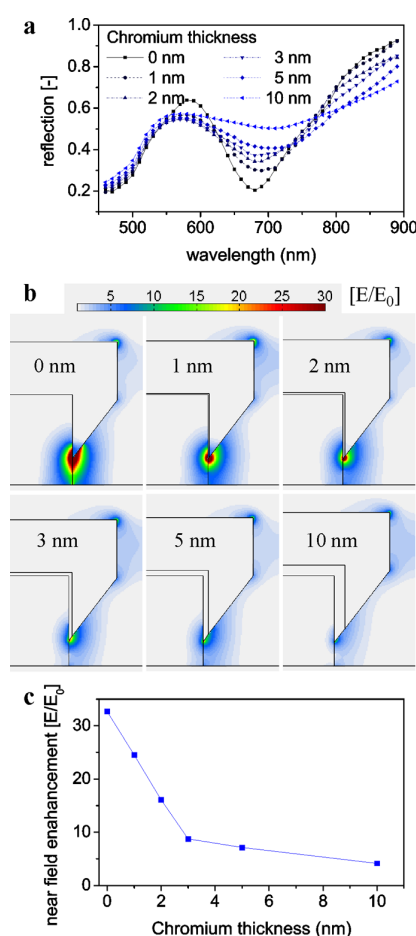 a
Chromium thickness
0 nm 3 nm
1 nm 5 nm
2 nm 10 nm
1.0
0.8
0.6
0.4
0.2
reflection [-]
500 600 700 800 900
wavelength (nm)
b
5 10 15 20 25 30 [E/E0]
0 nm 1 nm 2 nm
3 nm 5 nm 10 nm
c
near field enahancement [E/E0]
30
20
10
0
0 2 4 6 8 10
Chromium thickness (nm)